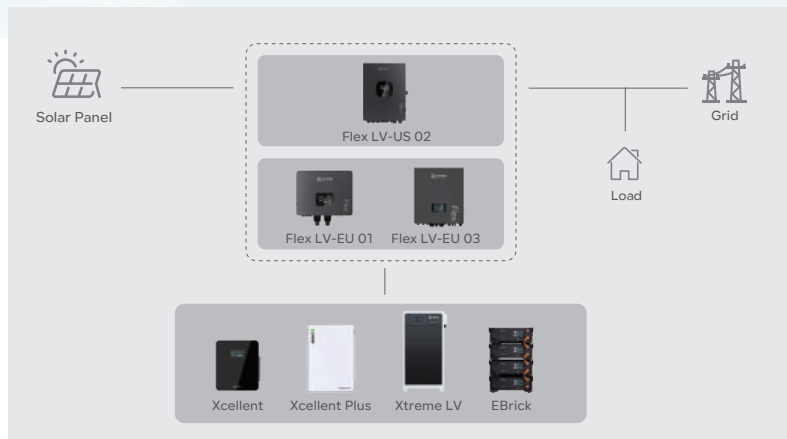 Solar Panel
Flex LV-US 02
Grid
Load
Flex LV-EU 01
Flex LV-EU 03
Xcellent
Xcellent Plus
Xtreme LV
EBrick